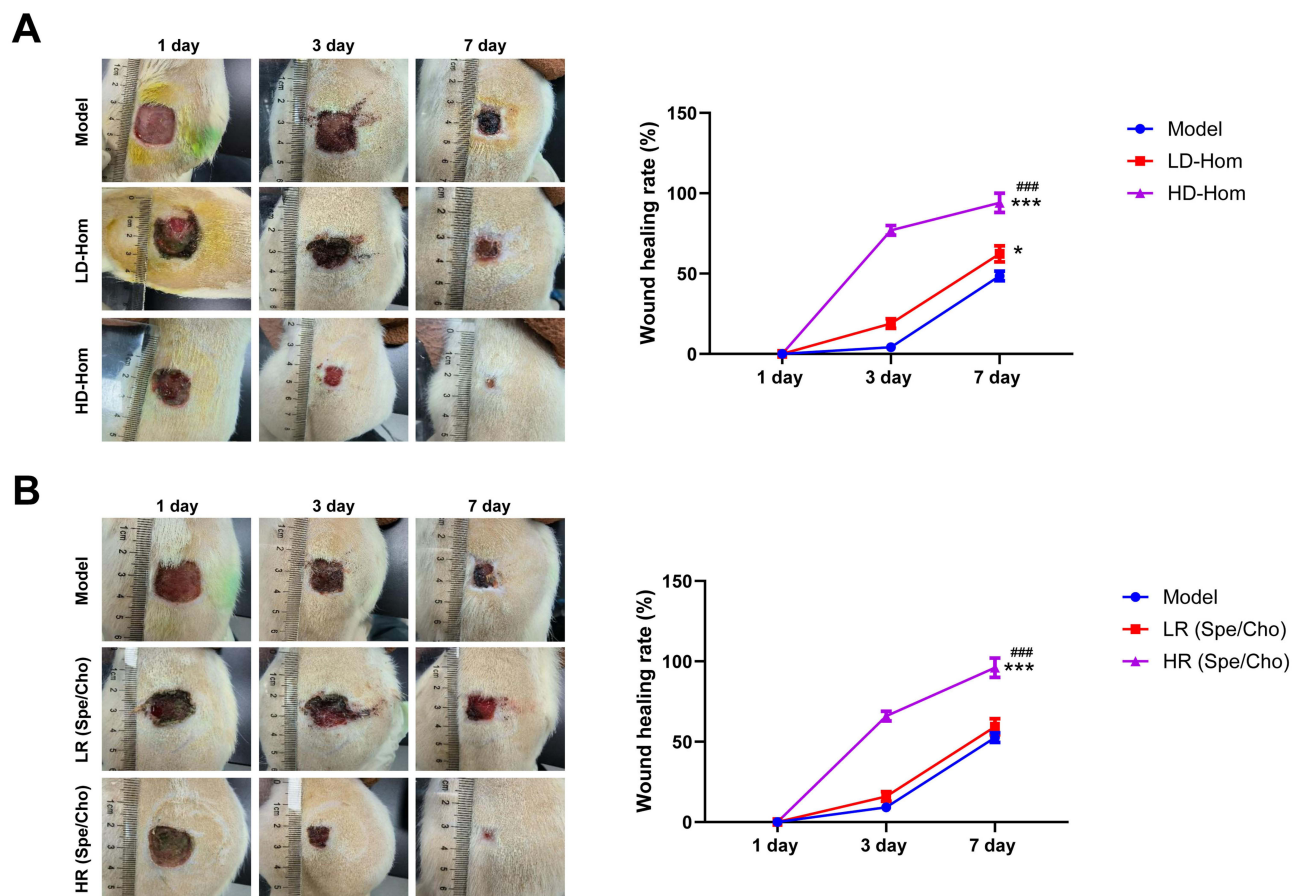 A
1 day 3 day 7 day
Model
LD-Hom
HD-Hom
Wound healing rate (%)
150
100
50
0
1 day 3 day 7 day
###
***
*
Model
LD-Hom
HD-Hom
B
1 day 3 day 7 day
Model
LR (Spe/Cho)
HR (Spe/Cho)
Wound healing rate (%)
150
100
50
0
1 day 3 day 7 day
###
***
Model
LR (Spe/Cho)
HR (Spe/Cho)